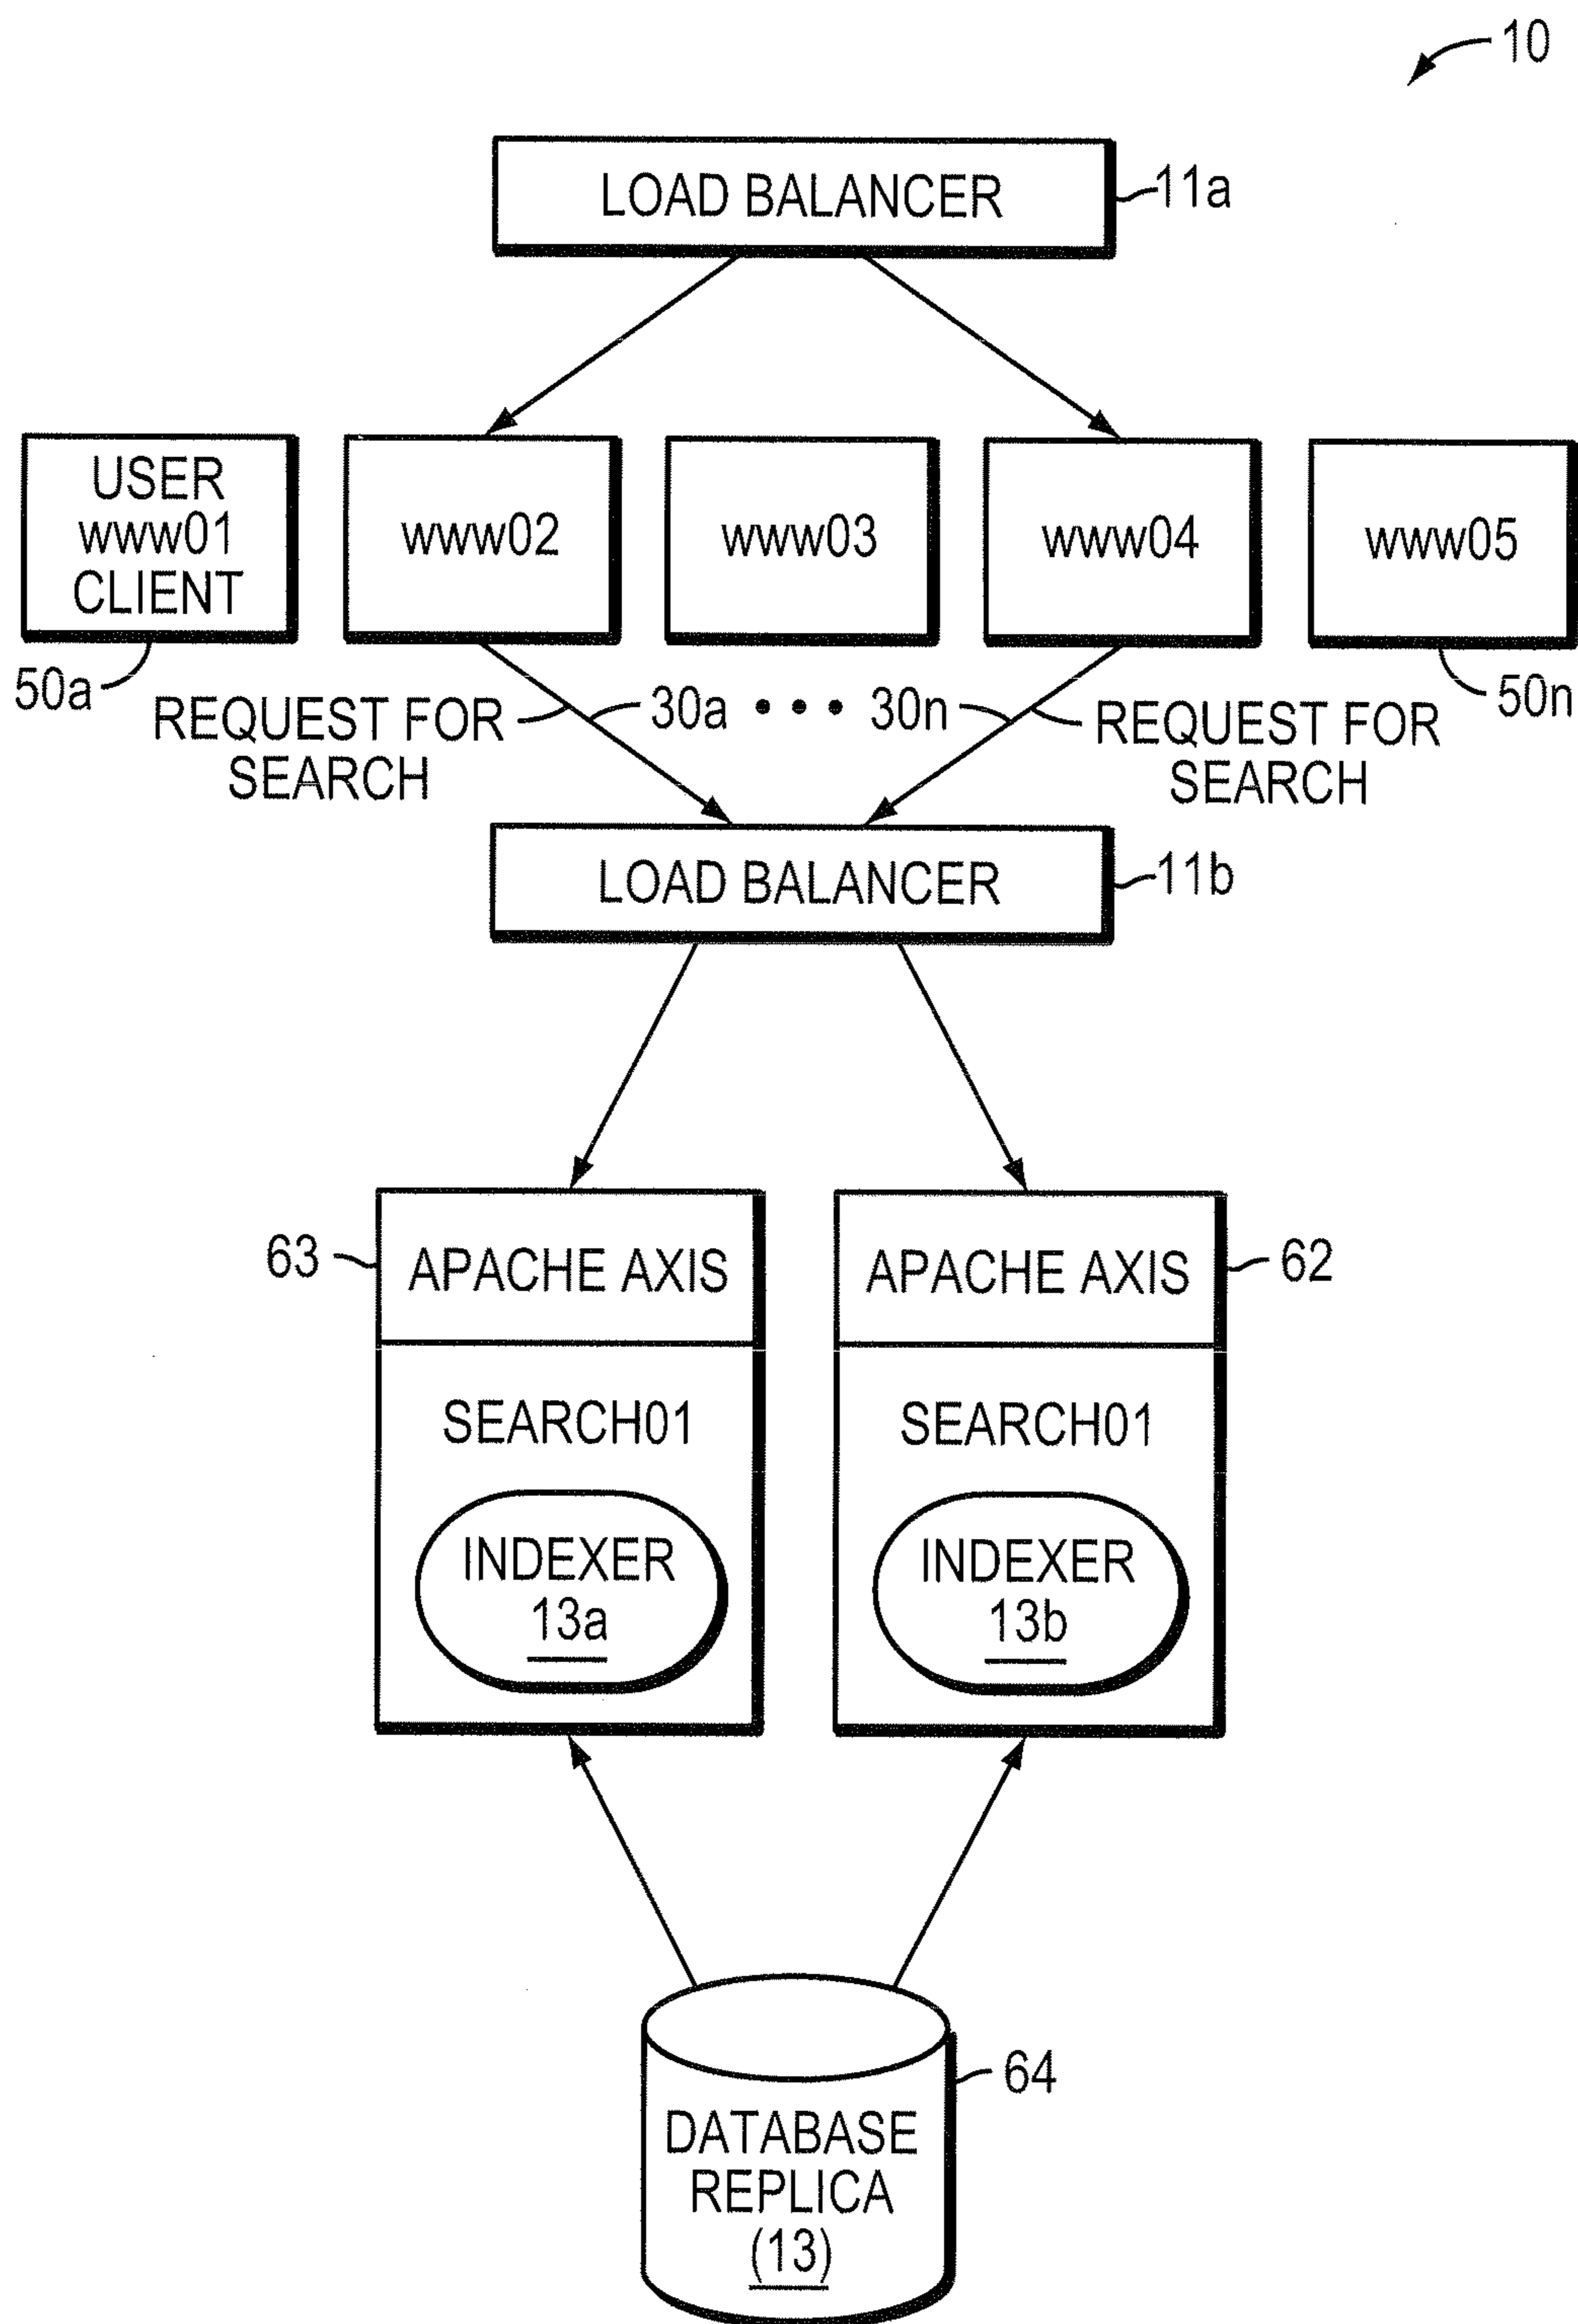 10
LOAD BALANCER
11a
USER
www01
CLIENT
www02
www03
www04
www05
50a
REQUEST FOR
SEARCH
30a • • • 30n
REQUEST FOR
SEARCH
50n
LOAD BALANCER
11b
63
APACHE AXIS
APACHE AXIS
62
SEARCH01
SEARCH01
INDEXER
13a
INDEXER
13b
64
DATABASE
REPLICA
(13)